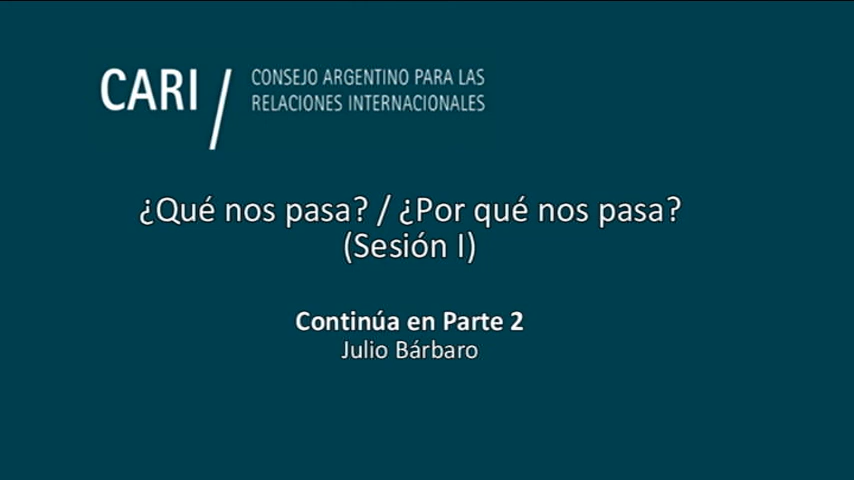 CARI / CONSEJO ARGENTINO PARA LAS
RELACIONES INTERNACIONALES
¿Qué nos pasa? / ¿Por qué nos pasa?
(Sesión I)
Continúa en Parte 2
Julio Bárbaro